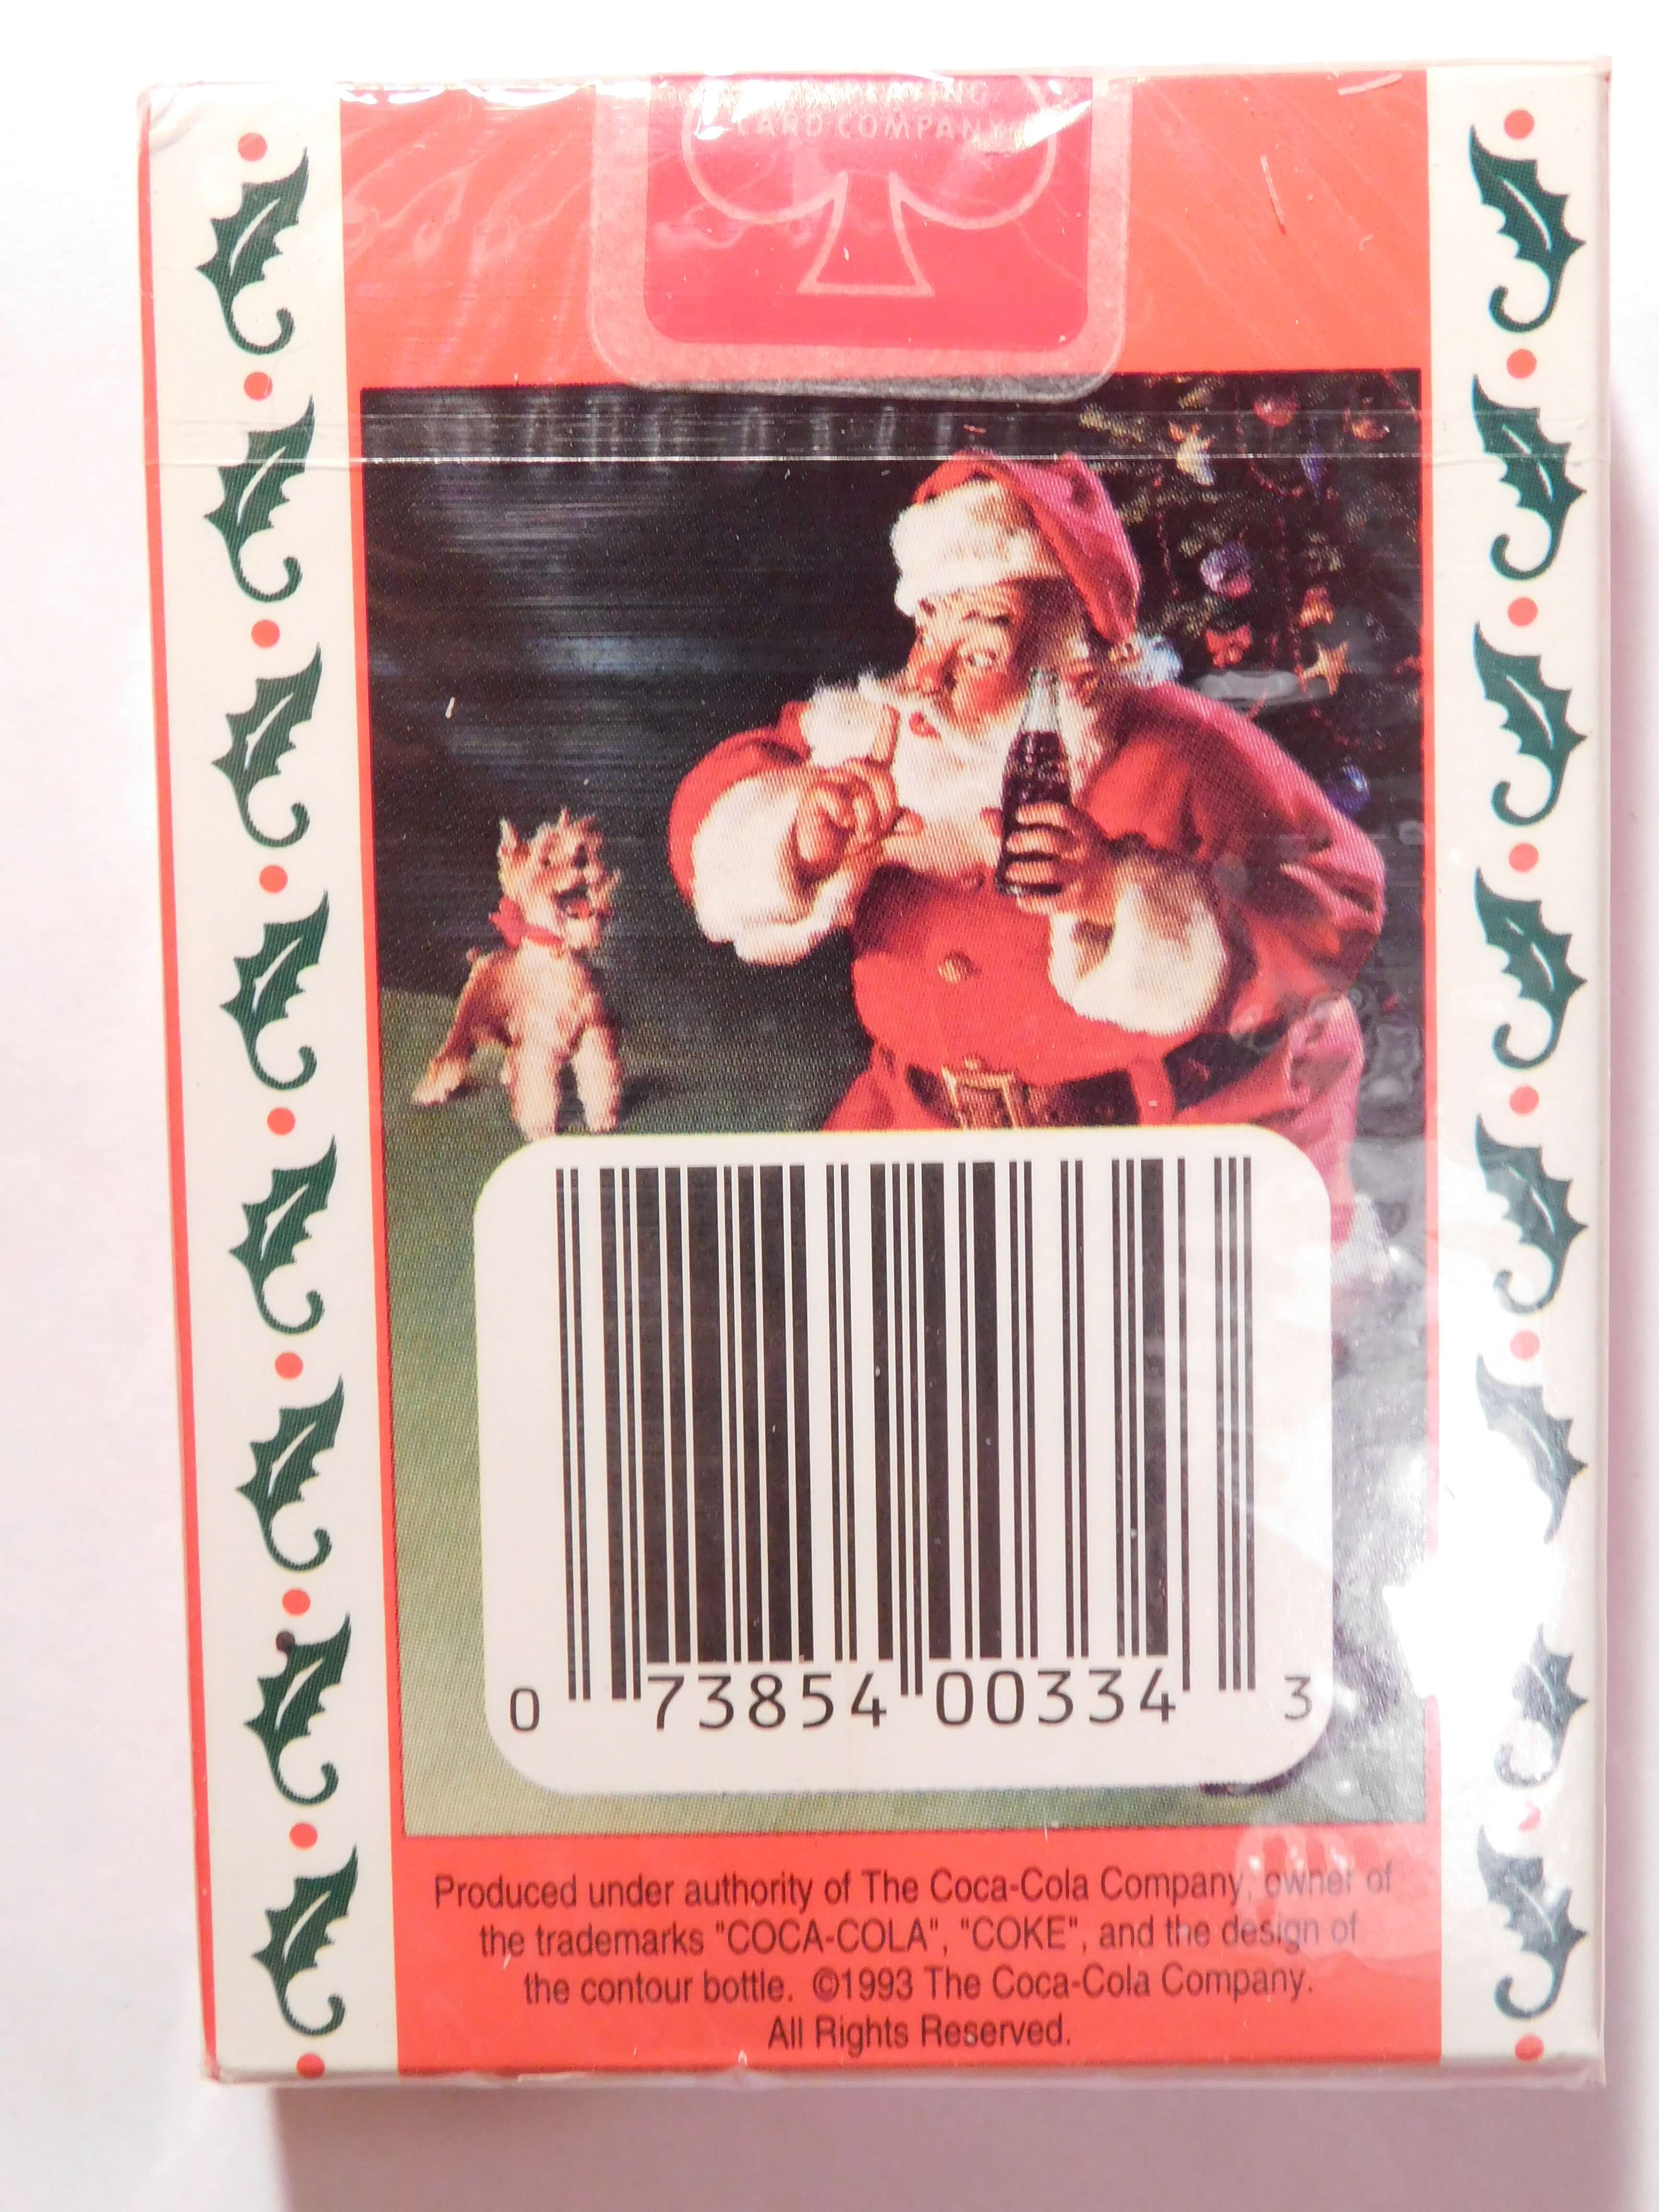 PLAYING
CARD COMPANY
0 73854 00334 3
Produced under authority of The Coca-Cola Company, owner of
the trademarks "COCA-COLA", "COKE", and the design of
the contour bottle. ©1993 The Coca-Cola Company.
All Rights Reserved.